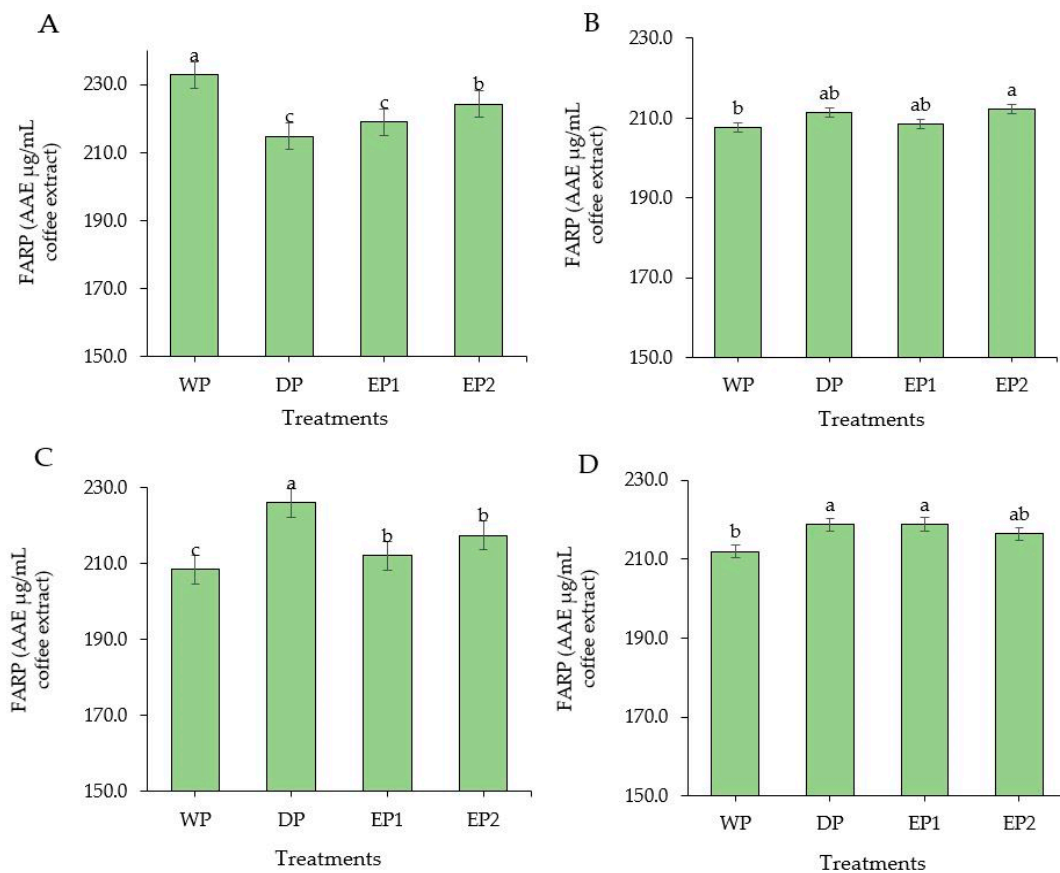 A
FARP (AAE µg/mL
coffee extract)
230.0
210.0
190.0
170.0
150.0
a
c
c
b
WP DP EP1 EP2
Treatments
B
FARP (AAE µg/mL
coffee extract)
230.0
210.0
190.0
170.0
150.0
b
ab
ab
a
WP DP EP1 EP2
Treatments
C
FARP (AAE µg/mL
coffee extract)
230.0
210.0
190.0
170.0
150.0
c
a
b
b
WP DP EP1 EP2
Treatments
D
FARP (AAE µg/mL
coffee extract)
230.0
210.0
190.0
170.0
150.0
b
a
a
ab
WP DP EP1 EP2
Treatments